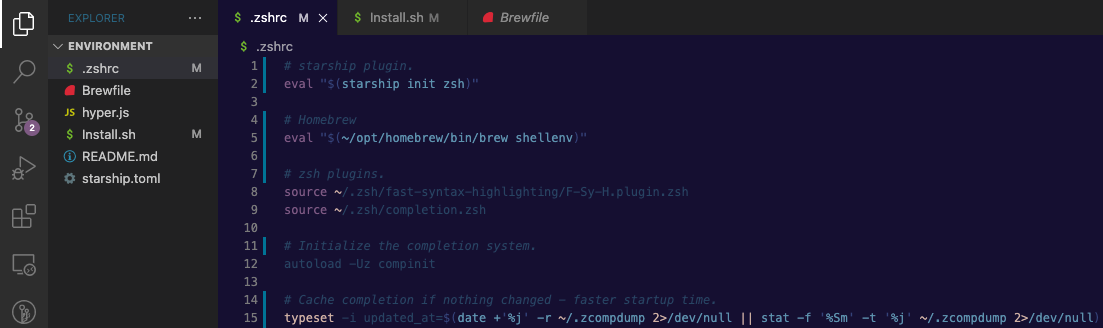 EXPLORER ···
$ .zshrc M ×
$ Install.sh M
Brewfile
ENVIRONMENT
$ .zshrc M
Brewfile
JS hyper.js
$ Install.sh M
README.md
starship.toml
2
$ .zshrc
1 # starship plugin.
2 eval "$(starship init zsh)"
3
4 # Homebrew
5 eval "$(~/opt/homebrew/bin/brew shellenv)"
6
7 # zsh plugins.
8 source ~/.zsh/fast-syntax-highlighting/F-Sy-H.plugin.zsh
9 source ~/.zsh/completion.zsh
10
11 # Initialize the completion system.
12 autoload -Uz compinit
13
14 # Cache completion if nothing changed - faster startup time.
15 typeset -i updated_at=$(date +'%j' -r ~/.zcompdump 2>/dev/null || stat -f '%Sm' -t '%j' ~/.zcompdump 2>/dev/null)